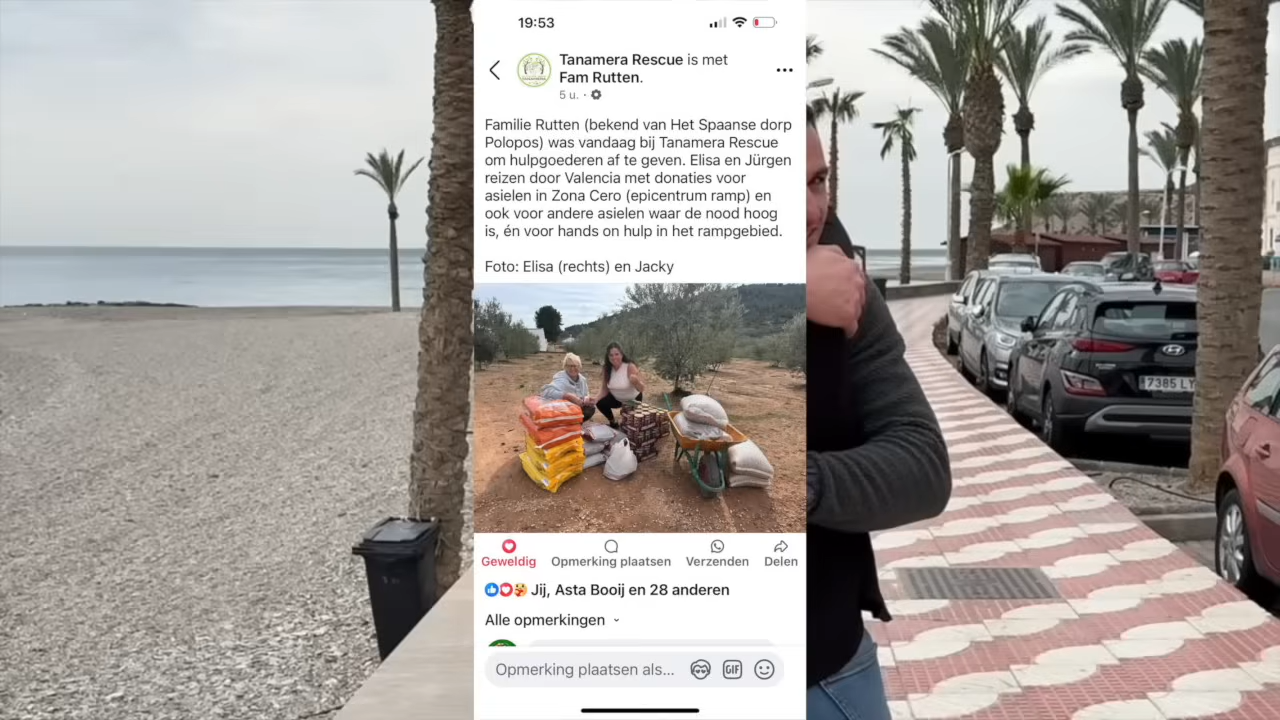 19:53
Tanamera Rescue is met
Fam Rutten.
5 u. ·
Familie Rutten (bekend van Het Spaanse dorp
Polopos) was vandaag bij Tanamera Rescue
om hulpgoederen af te geven. Elisa en Jürgen
reizen door Valencia met donaties voor
asielen in Zona Cero (epicentrum ramp) en
ook voor andere asielen waar de nood hoog
is, én voor hands on hulp in het rampgebied.
Foto: Elisa (rechts) en Jacky
Geweldig
Opmerking plaatsen
Verzenden
Delen
Jij, Asta Booij en 28 anderen
Alle opmerkingen
Opmerking plaatsen als...
GIF
7385 LY